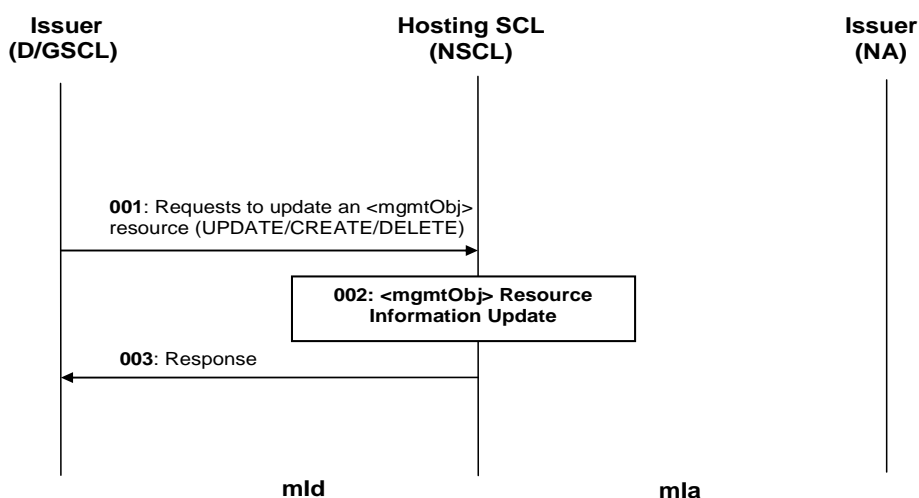 Issuer
(D/GSCL)
Hosting SCL
(NSCL)
Issuer
(NA)
001: Requests to update an <mgmtObj>
resource (UPDATE/CREATE/DELETE)
002: <mgmtObj> Resource
Information Update
003: Response
mId
mIa